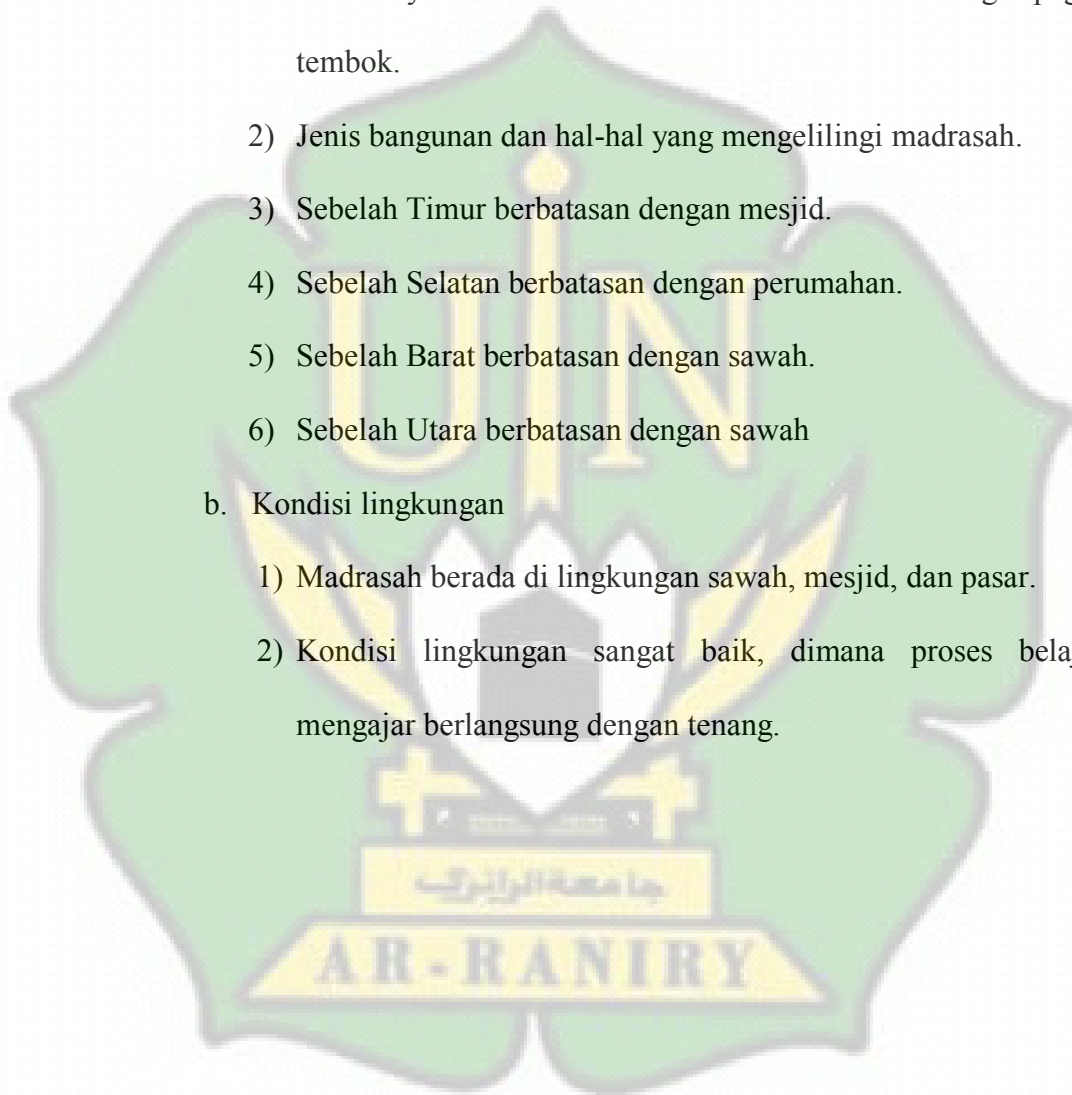 tembok.
2) Jenis bangunan dan hal-hal yang mengelilingi madrasah.
3) Sebelah Timur berbatasan dengan mesjid.
4) Sebelah Selatan berbatasan dengan perumahan.
5) Sebelah Barat berbatasan dengan sawah.
6) Sebelah Utara berbatasan dengan sawah
b. Kondisi lingkungan
1) Madrasah berada di lingkungan sawah, mesjid, dan pasar.
2) Kondisi lingkungan sangat baik, dimana proses
mengajar berlangsung dengan tenang.
UIN
جامعة الرانري
AR-RANIRY